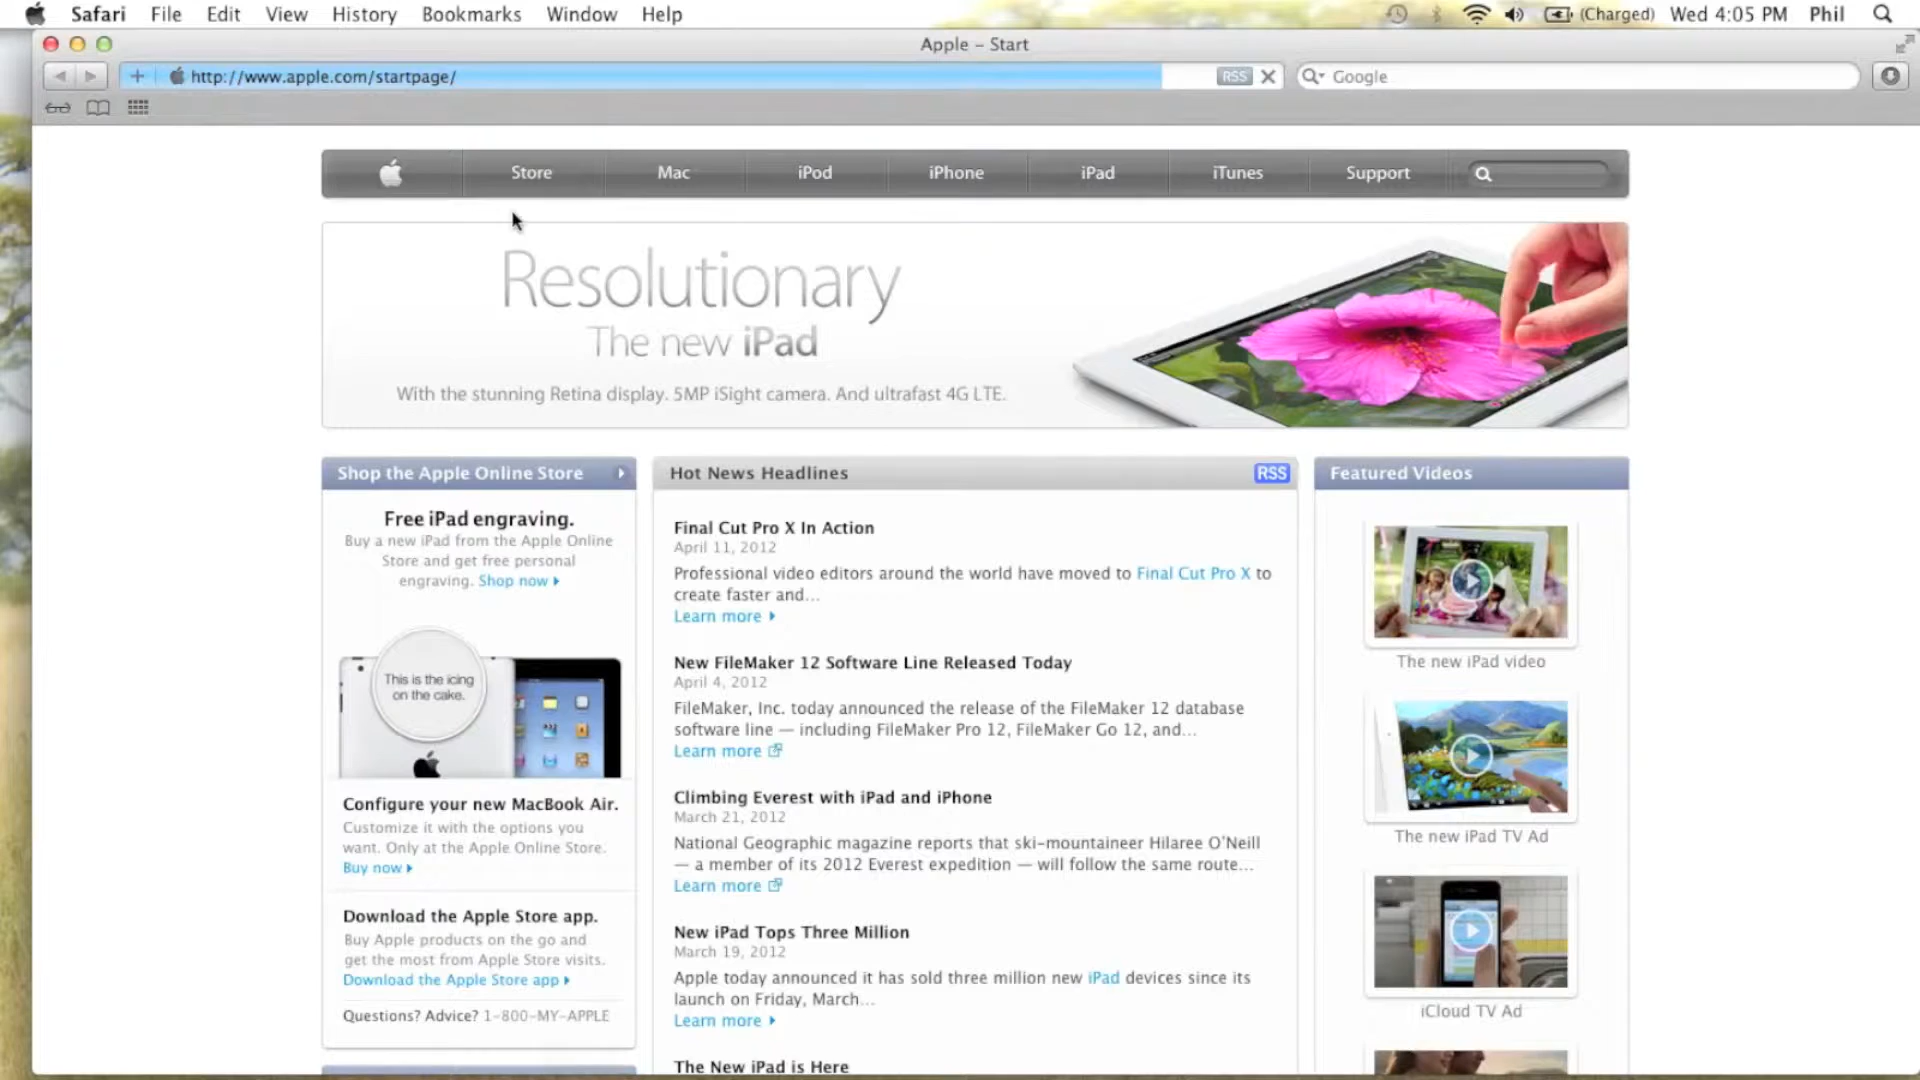 Safari File Edit View History Bookmarks Window Help
(Charged) Wed 4:05 PM Phil
Apple – Start
http://www.apple.com/startpage/
RSS
Google
Store Mac iPod iPhone iPad iTunes Support
Resolutionary
The new iPad
With the stunning Retina display. 5MP iSight camera. And ultrafast 4G LTE.
Shop the Apple Online Store
Free iPad engraving.
Buy a new iPad from the Apple Online
Store and get free personal
engraving. Shop now
This is the icing
on the cake.
Configure your new MacBook Air.
Customize it with the options you
want. Only at the Apple Online Store.
Buy now
Download the Apple Store app.
Buy Apple products on the go and
get the most from Apple Store visits.
Download the Apple Store app
Questions? Advice? 1-800-MY-APPLE
Hot News Headlines
RSS
Final Cut Pro X In Action
April 11, 2012
Professional video editors around the world have moved to Final Cut Pro X to
create faster and...
Learn more
New FileMaker 12 Software Line Released Today
April 4, 2012
FileMaker, Inc. today announced the release of the FileMaker 12 database
software line — including FileMaker Pro 12, FileMaker Go 12, and...
Learn more
Climbing Everest with iPad and iPhone
March 21, 2012
National Geographic magazine reports that ski-mountaineer Hilaree O'Neill
— a member of its 2012 Everest expedition — will follow the same route...
Learn more
New iPad Tops Three Million
March 19, 2012
Apple today announced it has sold three million new iPad devices since its
launch on Friday, March...
Learn more
The New iPad is Here
Featured Videos
The new iPad video
The new iPad TV Ad
iCloud TV Ad